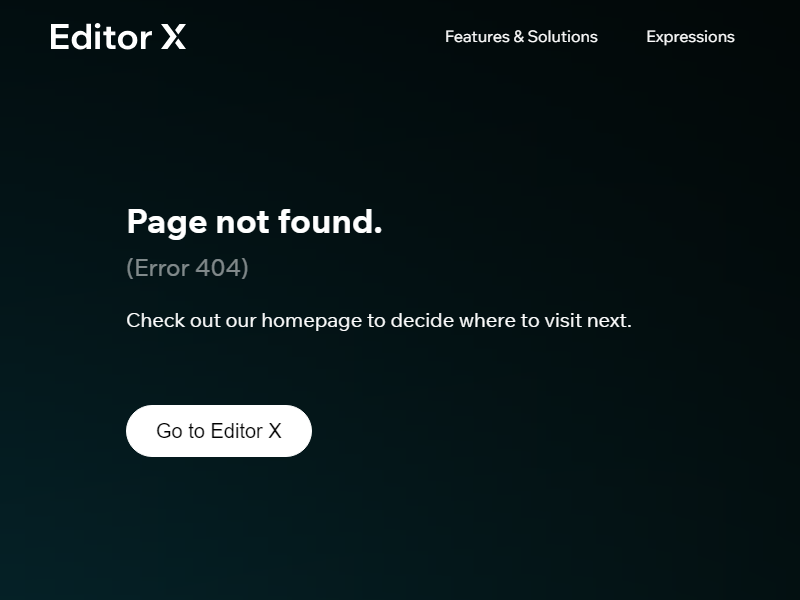 Editor X
Features & Solutions
Expressions
Page not found.
(Error 404)
Check out our homepage to decide where to visit next.
Go to Editor X